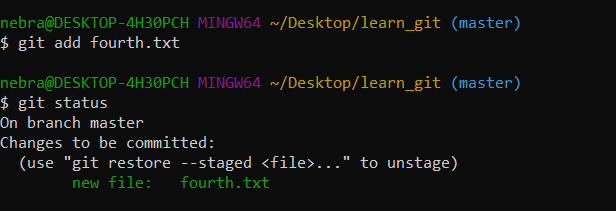 nebra@DESKTOP-4H30PCH MINGW64 ~/Desktop/learn_git (master)
$ git add fourth.txt
nebra@DESKTOP-4H30PCH MINGW64 ~/Desktop/learn_git (master)
$ git status
On branch master
Changes to be committed:
  (use "git restore --staged <file>..." to unstage)
        new file:   fourth.txt